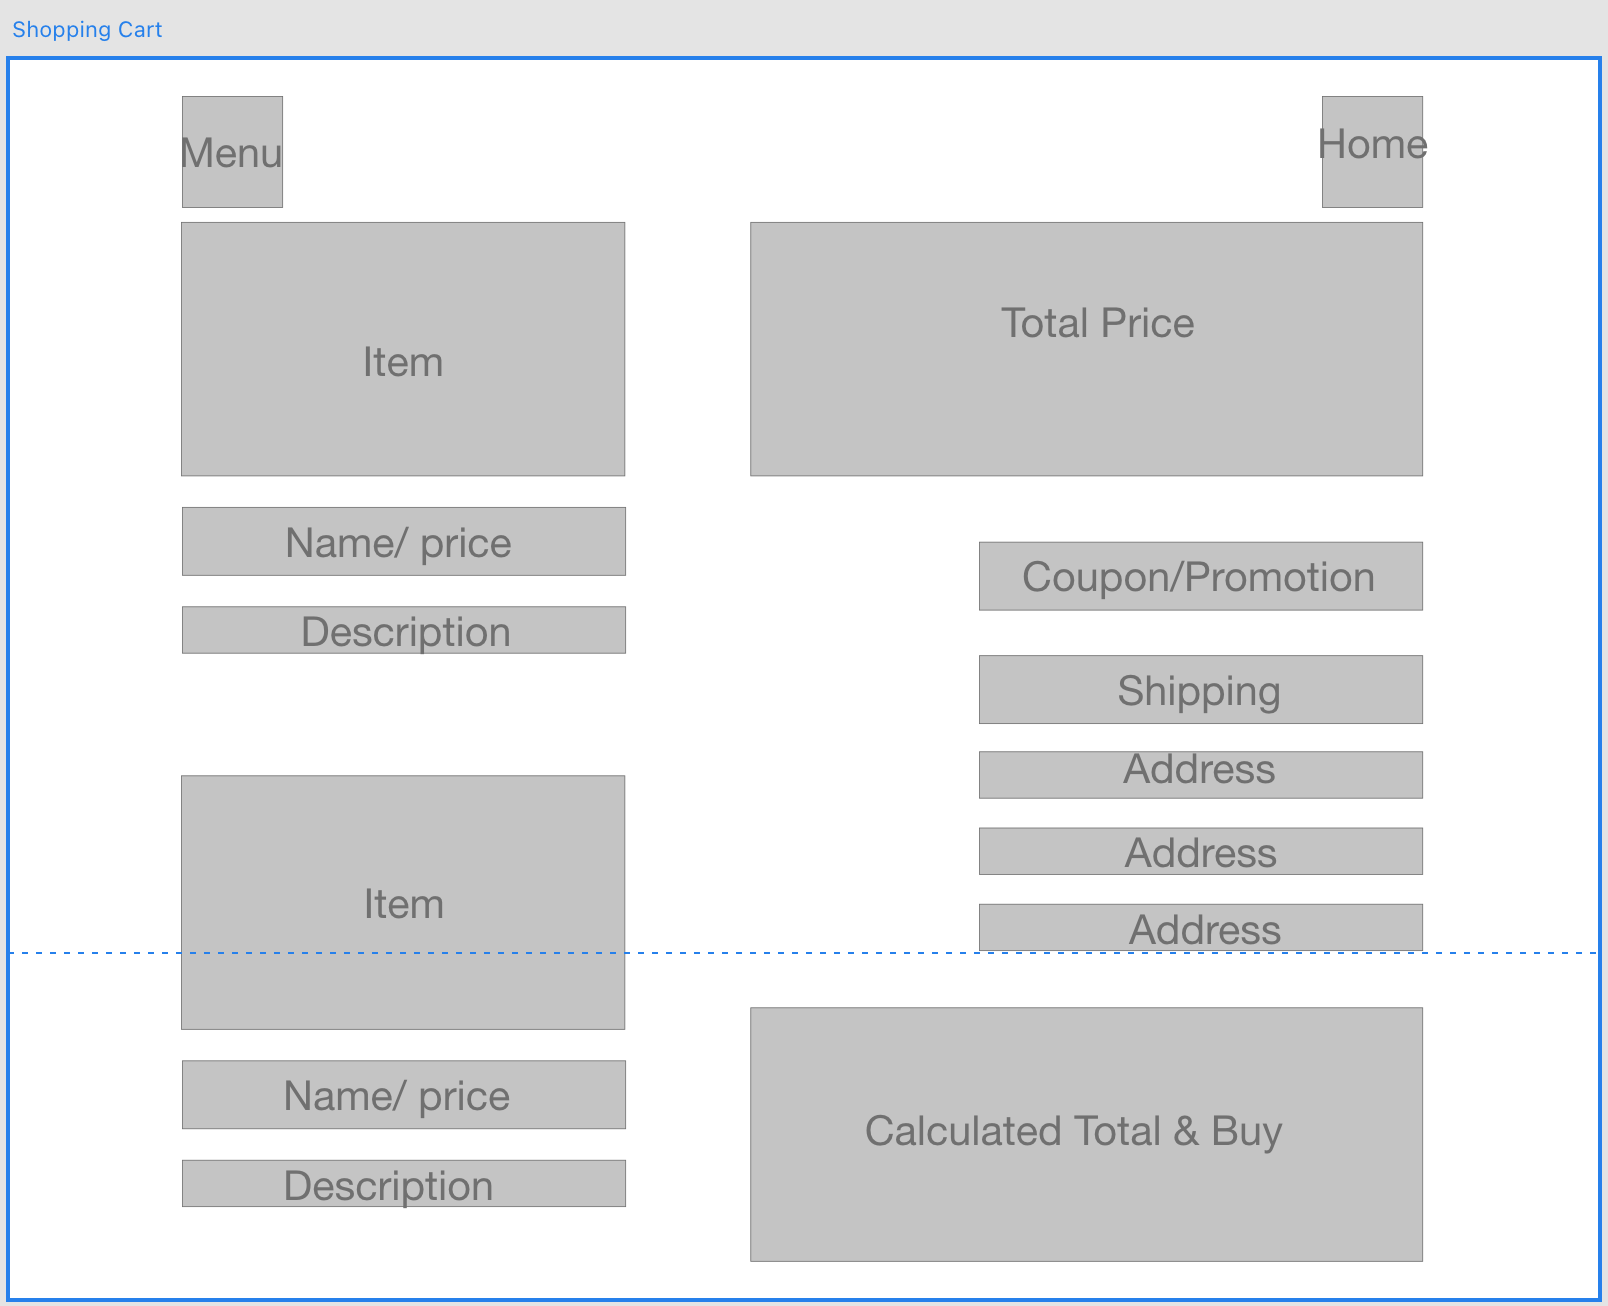 Shopping Cart
Menu
Home
Item
Name/ price
Description
Item
Name/ price
Description
Total Price
Coupon/Promotion
Shipping
Address
Address
Address
Calculated Total & Buy